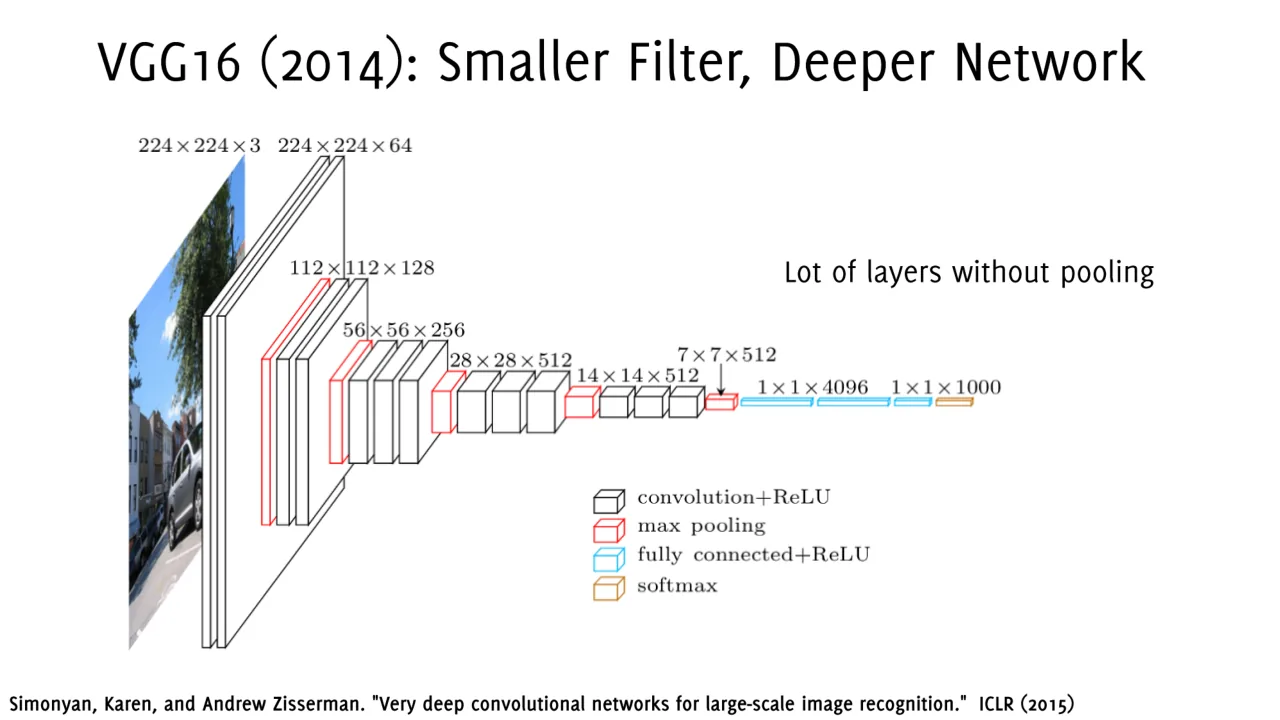 VGG16 (2014): Smaller Filter, Deeper Network
224×224×3 224×224×64
112×112×128
Lot of layers without pooling
56×56×256
28×28×512
7×7×512
14×14×512
1×1×4096 1×1×1000
convolution+ReLU
max pooling
fully connected+ReLU
softmax
Simonyan, Karen, and Andrew Zisserman. "Very deep convolutional networks for large-scale image recognition." ICLR (2015)